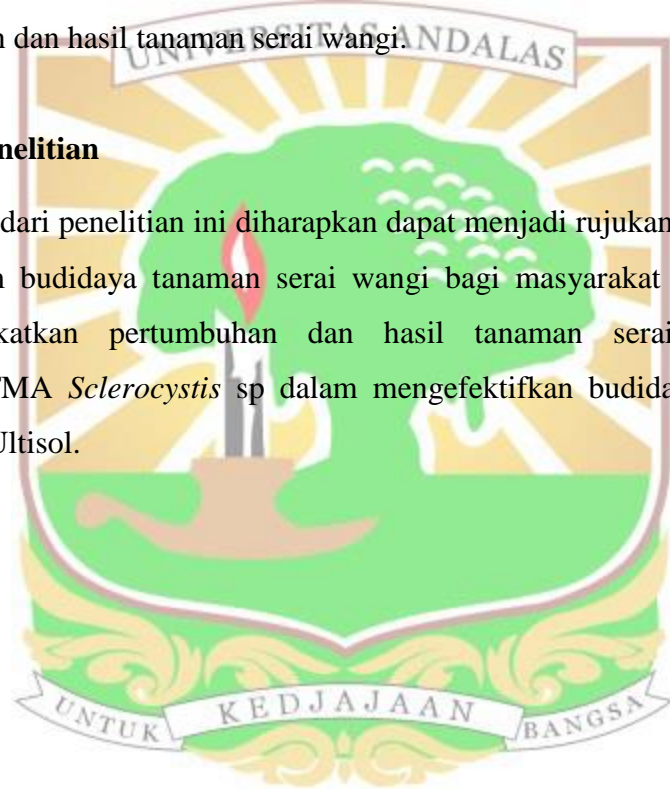 n dan hasil tanaman serai wangi.
UNIVERSITAS ANDALAS
nelitian
dari penelitian ini diharapkan dapat menjadi rujukan
n budidaya tanaman serai wangi bagi masyarakat
katkan pertumbuhan dan hasil tanaman serai
FMA Sclerocystis sp dalam mengefektifkan budida
Ultisol.
UNTUK KEDJAJAAN BANGSA